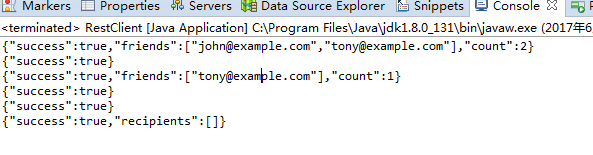 Markers Properties Servers Data Source Explorer Snippets Console
<terminated> RestClient [Java Application] C:\Program Files\Java\jdk1.8.0_131\bin\javaw.exe (2017年6
{"success":true,"friends":["john@example.com","tony@example.com"],"count":2}
{"success":true}
{"success":true,"friends":["tony@example.com"],"count":1}
{"success":true}
{"success":true}
{"success":true,"recipients":[]}